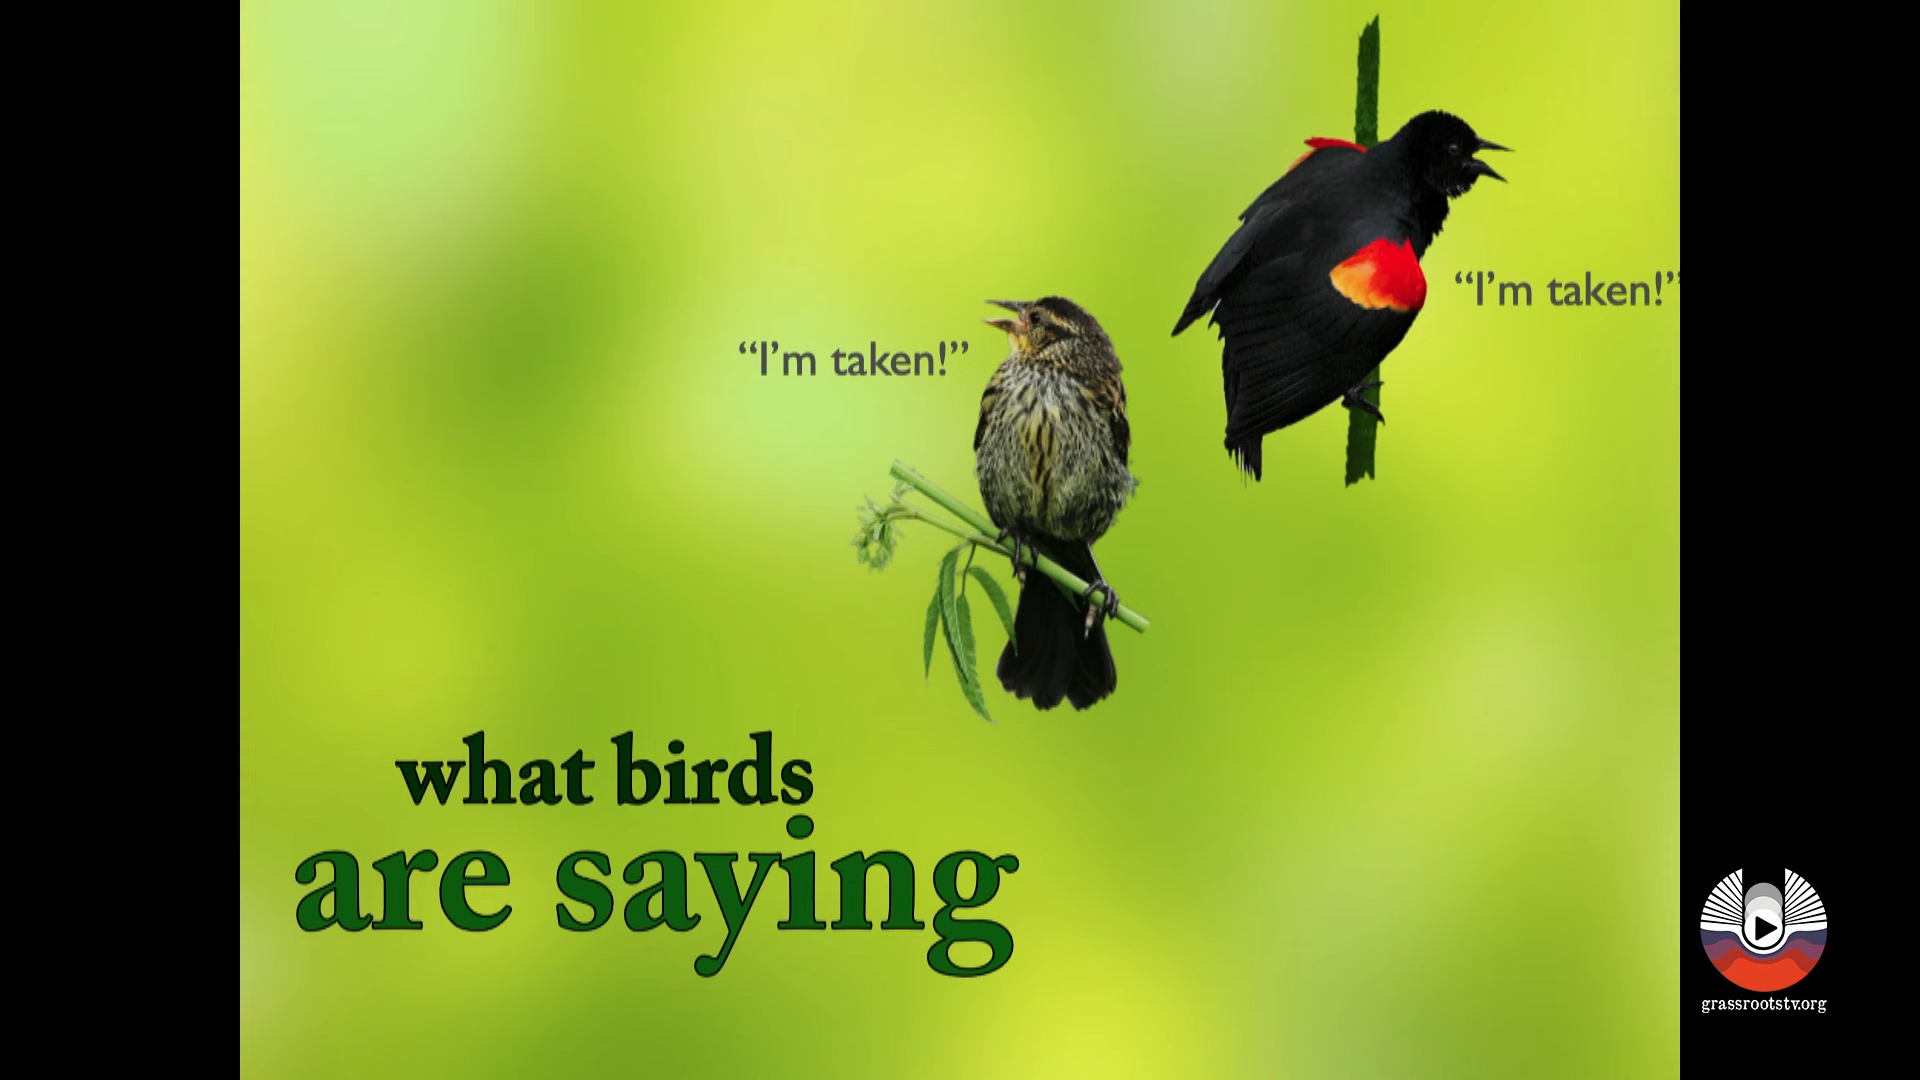 “I’m taken!”
“I’m taken!”
what birds
are saying
grassrootstv.org